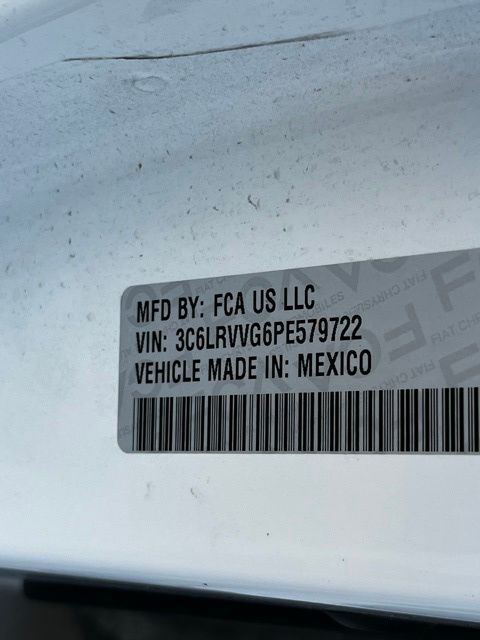 MFD BY: FCA US LLC
VIN: 3C6LRVVG6PE579722
VEHICLE MADE IN: MEXICO